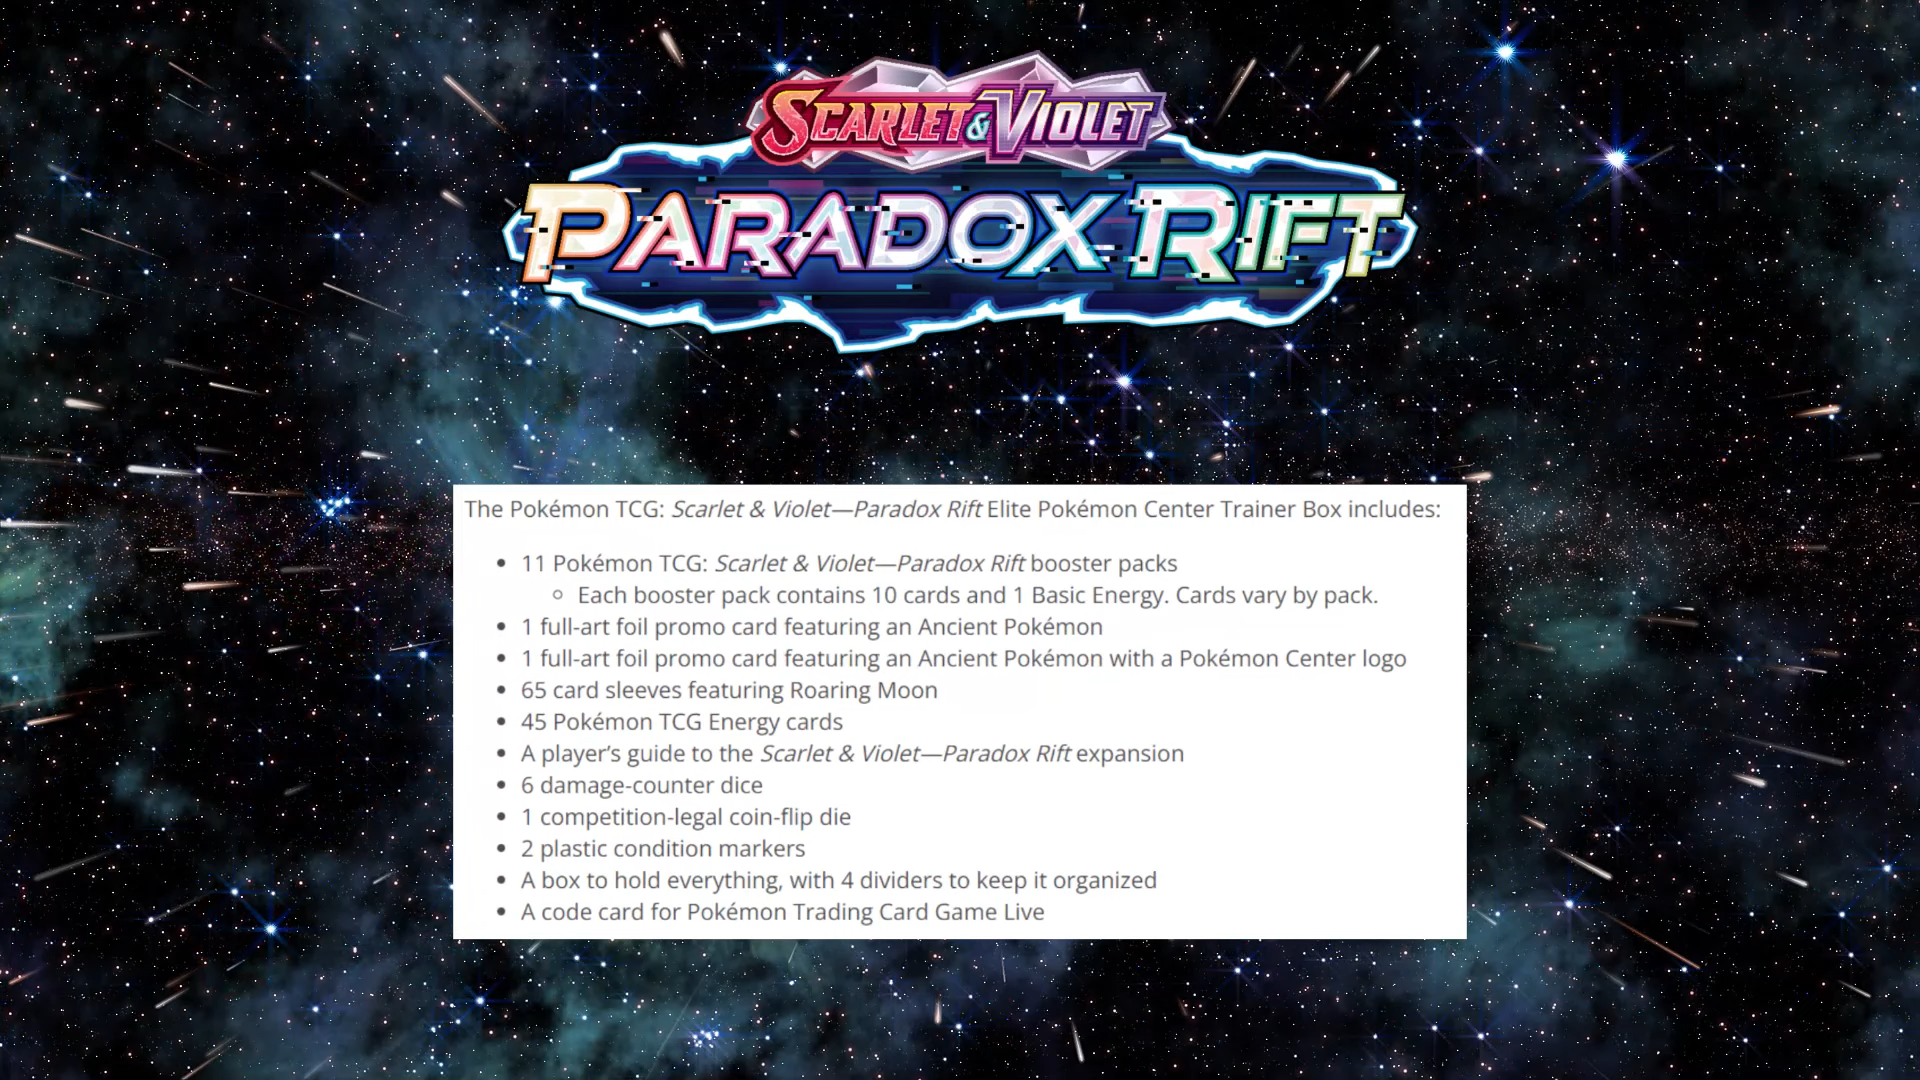 SCARLET & VIOLET
PARADOX RIFT
The Pokémon TCG: Scarlet & Violet—Paradox Rift Elite Pokémon Center Trainer Box includes:
• 11 Pokémon TCG: Scarlet & Violet—Paradox Rift booster packs
○ Each booster pack contains 10 cards and 1 Basic Energy. Cards vary by pack.
• 1 full-art foil promo card featuring an Ancient Pokémon
• 1 full-art foil promo card featuring an Ancient Pokémon with a Pokémon Center logo
• 65 card sleeves featuring Roaring Moon
• 45 Pokémon TCG Energy cards
• A player’s guide to the Scarlet & Violet—Paradox Rift expansion
• 6 damage-counter dice
• 1 competition-legal coin-flip die
• 2 plastic condition markers
• A box to hold everything, with 4 dividers to keep it organized
• A code card for Pokémon Trading Card Game Live